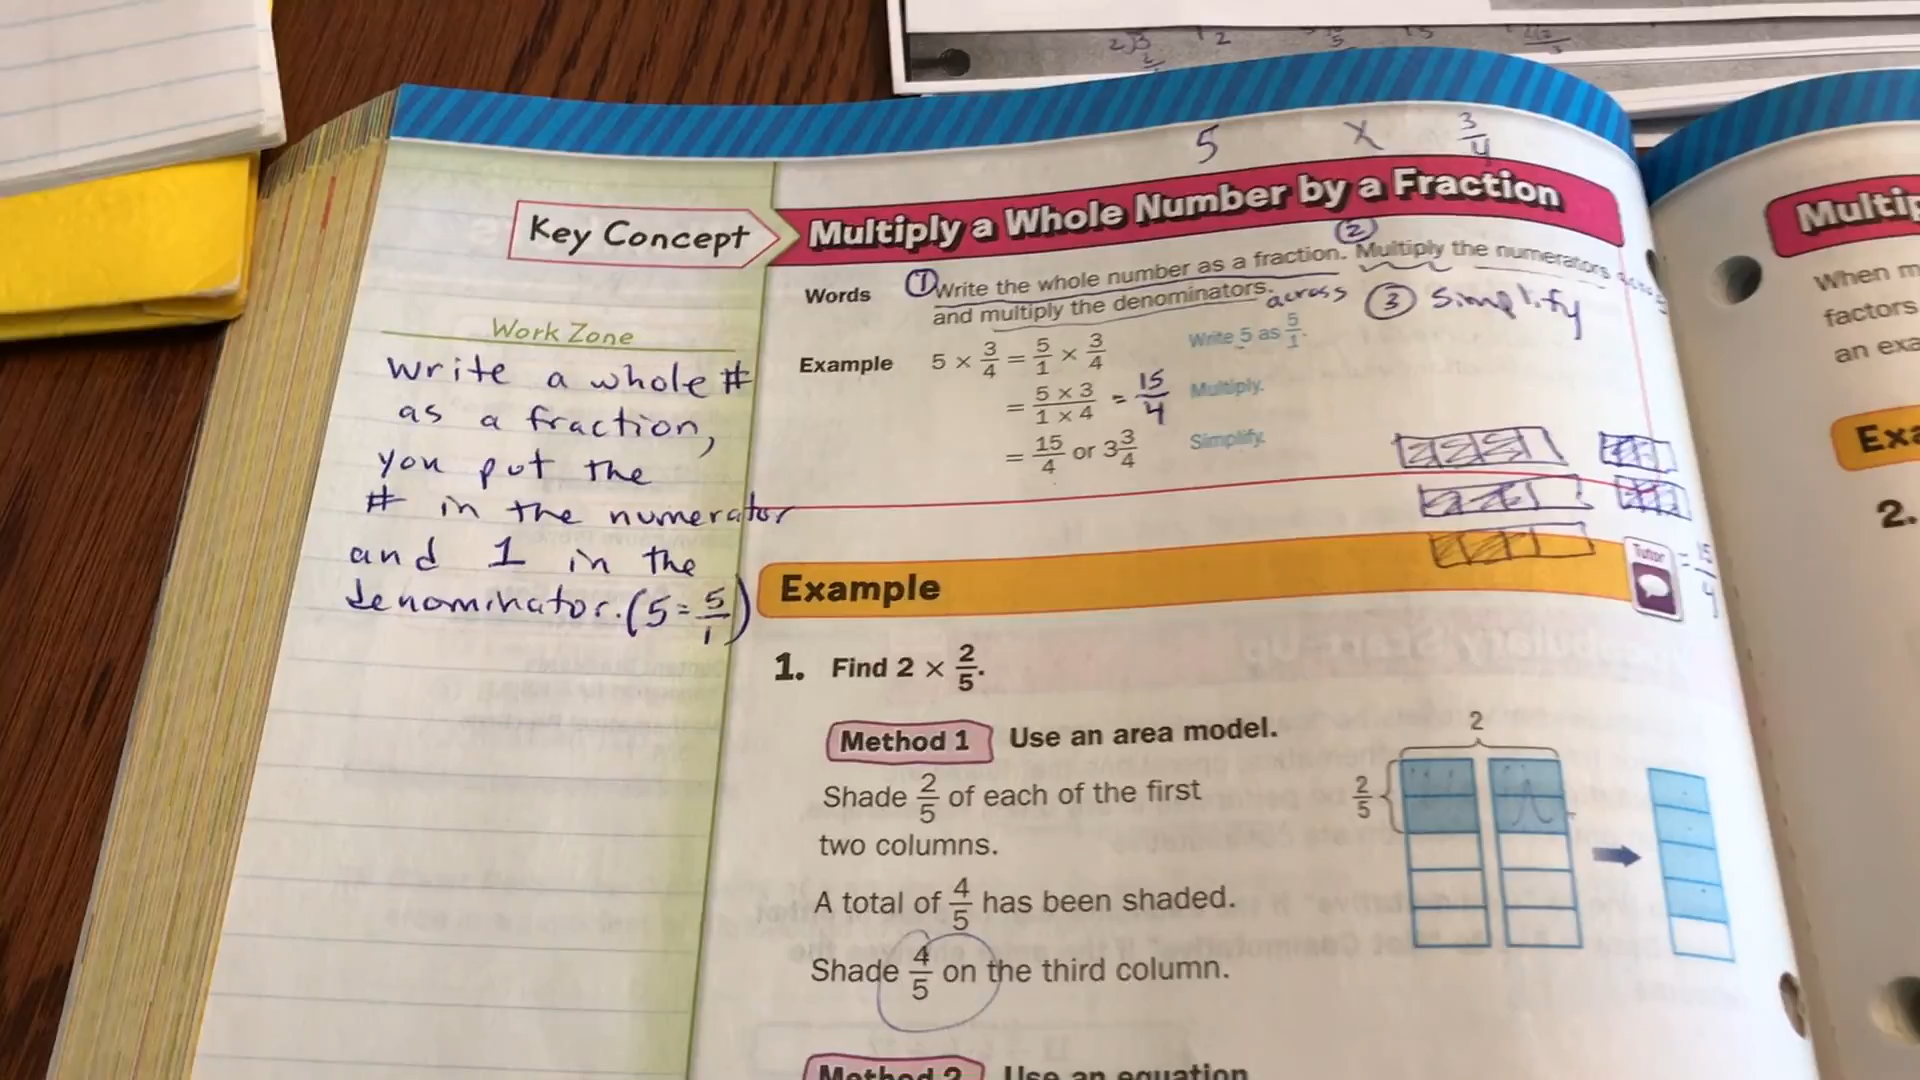 5 × 3/4
Key Concept
Multiply a Whole Number by a Fraction
Words
① Write the whole number as a fraction. ② Multiply the numerators
and multiply the denominators. across ③ Simplify
Example
5 × 3/4 = 5/1 × 3/4
Write 5 as 5/1.
= 5 × 3 / 1 × 4 = 15/4
Multiply.
= 15/4 or 3 3/4
Simplify.
Work Zone
Write a whole #
as a fraction,
you put the
# in the numerator
and 1 in the
denominator. (5 = 5/1)
Example
Tutor
= 15/4
1. Find 2 × 2/5.
Method 1 Use an area model.
Shade 2/5 of each of the first
two columns.
A total of 4/5 has been shaded.
Shade 4/5 on the third column.
2
2/5
Method 2 Use an equation
Multip
When m
factors
an exa
Exa
2.